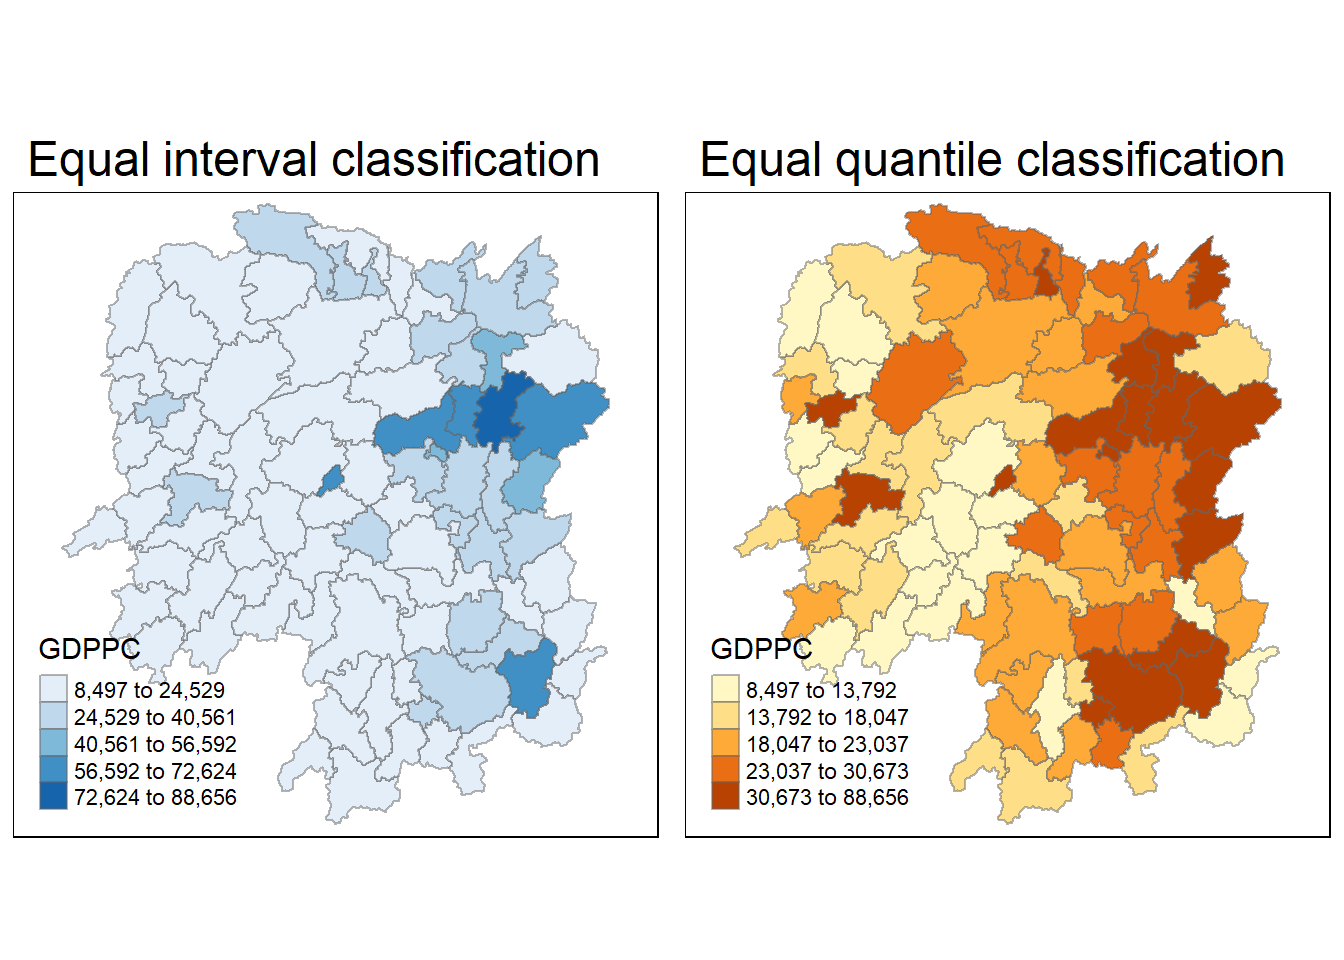 Equal interval classification
GDPPC
8,497 to 24,529
24,529 to 40,561
40,561 to 56,592
56,592 to 72,624
72,624 to 88,656
Equal quantile classification
GDPPC
8,497 to 13,792
13,792 to 18,047
18,047 to 23,037
23,037 to 30,673
30,673 to 88,656